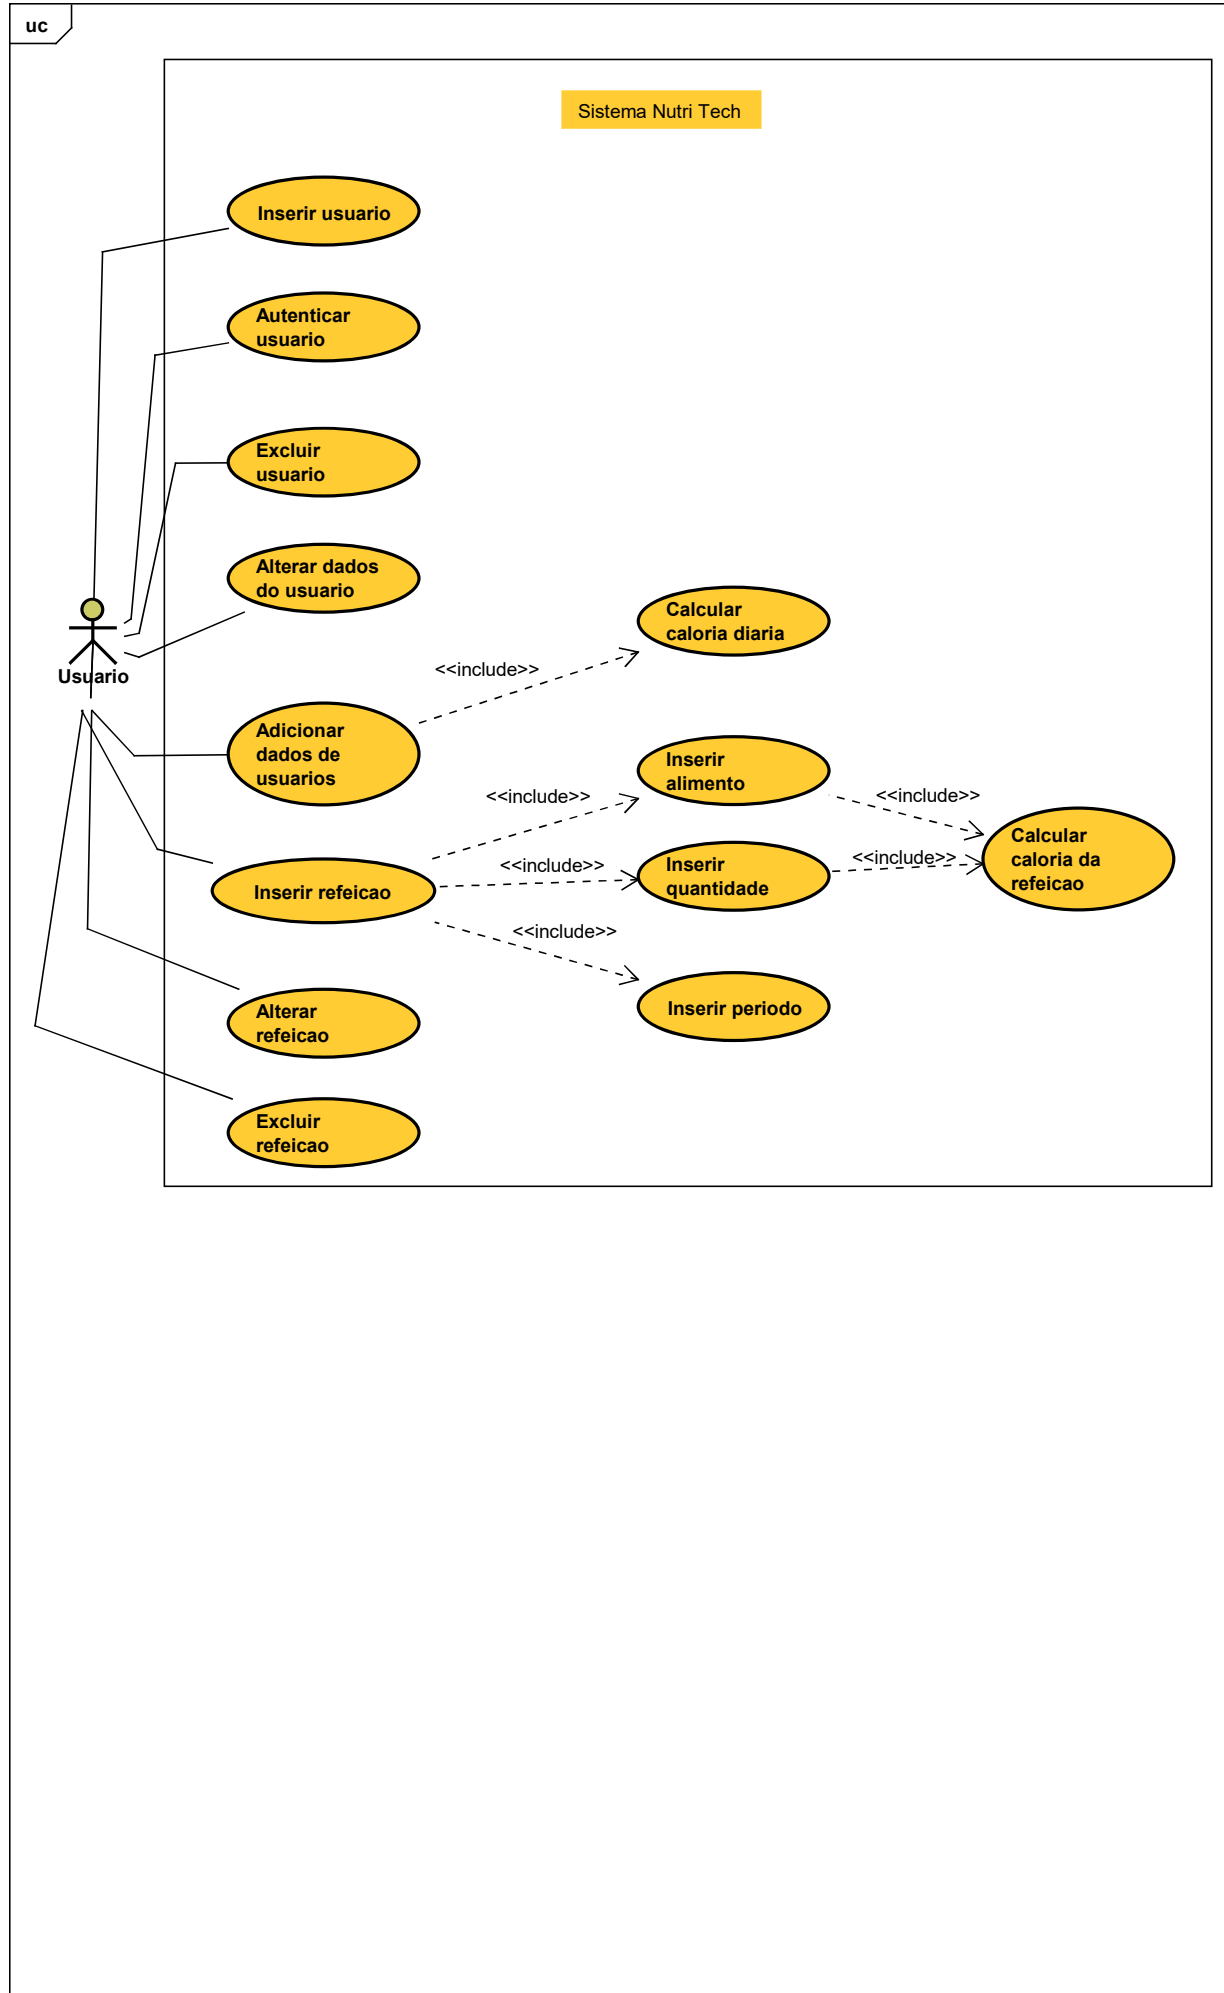 uc
Sistema Nutri Tech
Inserir usuario
Autenticar
usuario
Excluir
usuario
Alterar dados
do usuario
Calcular
caloria diaria
<<include>>
Usuario
Adicionar
dados de
usuarios
Inserir
alimento
<<include>>
<<include>>
Calcular
caloria da
refeicao
Inserir refeicao
<<include>>
Inserir
quantidade
<<include>>
<<include>>
Inserir periodo
Alterar
refeicao
Excluir
refeicao